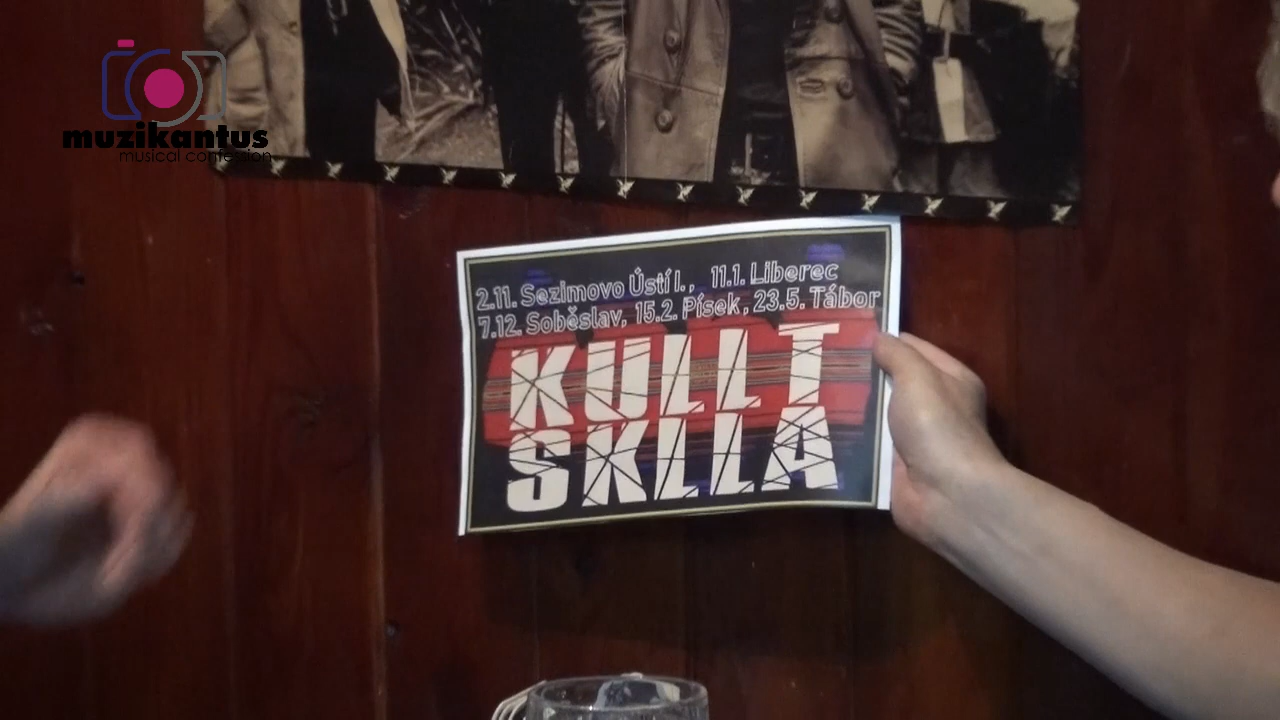 muzikantus
musical confession
2.11. Sezimovo Ústí I., 11.1. Liberec
7.12. Soběslav, 15.2. Písek, 23.5. Tábor
KULLT
SKLLA